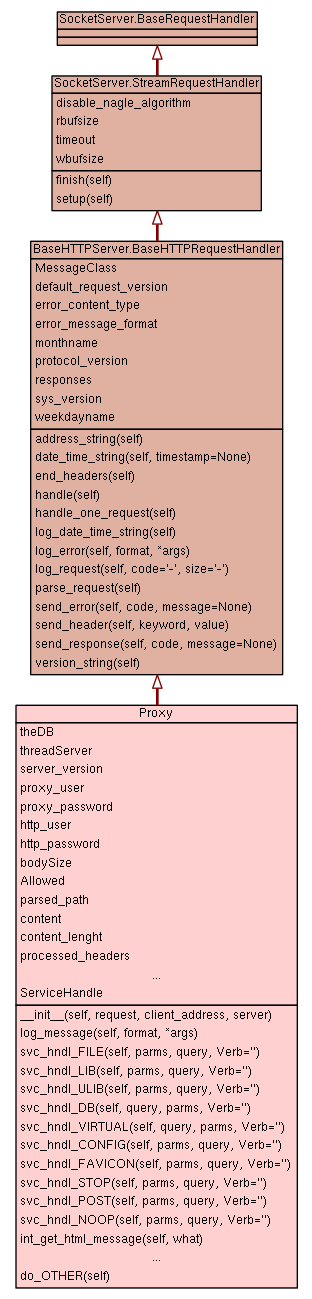 SocketServer.BaseRequestHandler
SocketServer.StreamRequestHandler
disable_nagle_algorithm
rbufsize
timeout
wbufsize
finish(self)
setup(self)
BaseHTTPServer.BaseHTTPRequestHandler
MessageClass
default_request_version
error_content_type
error_message_format
monthname
protocol_version
responses
sys_version
weekdayname
address_string(self)
date_time_string(self, timestamp=None)
end_headers(self)
handle(self)
handle_one_request(self)
log_date_time_string(self)
log_error(self, format, *args)
log_request(self, code='-', size='-')
parse_request(self)
send_error(self, code, message=None)
send_header(self, keyword, value)
send_response(self, code, message=None)
version_string(self)
Proxy
theDB
threadServer
server_version
proxy_user
proxy_password
http_user
http_password
bodySize
Allowed
parsed_path
content
content_lenght
processed_headers
...
ServiceHandle
__init__(self, request, client_address, server)
log_message(self, format, *args)
svc_hndl_FILE(self, parms, query, Verb='')
svc_hndl_LIB(self, parms, query, Verb='')
svc_hndl_ULIB(self, parms, query, Verb='')
svc_hndl_DB(self, query, parms, Verb='')
svc_hndl_VIRTUAL(self, query, parms, Verb='')
svc_hndl_CONFIG(self, parms, query, Verb='')
svc_hndl_FAVICON(self, parms, query, Verb='')
svc_hndl_STOP(self, parms, query, Verb='')
svc_hndl_POST(self, parms, query, Verb='')
svc_hndl_NOOP(self, parms, query, Verb='')
int_get_html_message(self, what)
...
do_OTHER(self)